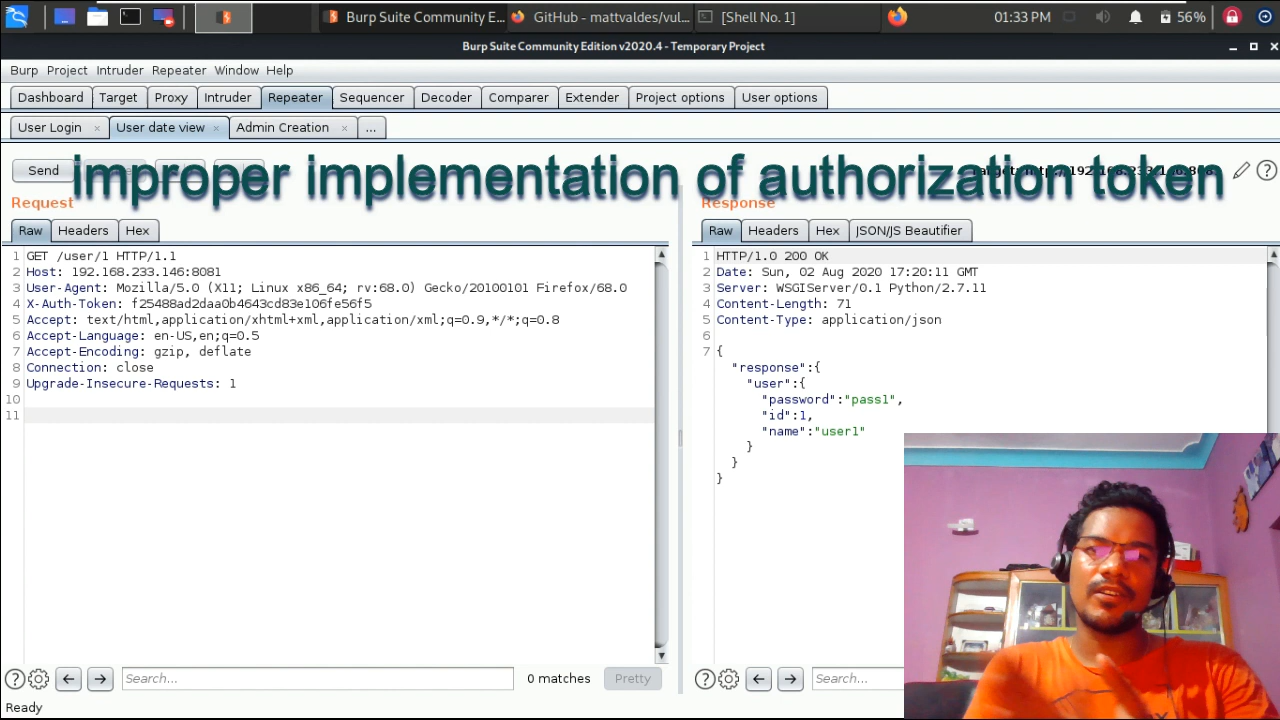 Burp Suite Community E...
GitHub - mattvaldes/vul...
[Shell No. 1]
01:33 PM
56%
Burp Suite Community Edition v2020.4 - Temporary Project
Burp Project Intruder Repeater Window Help
Dashboard Target Proxy Intruder Repeater Sequencer Decoder Comparer Extender Project options User options
User Login × User date view × Admin Creation × ...
Send
improper implementation of authorization token
Request
Raw Headers Hex
1 GET /user/1 HTTP/1.1
2 Host: 192.168.233.146:8081
3 User-Agent: Mozilla/5.0 (X11; Linux x86_64; rv:68.0) Gecko/20100101 Firefox/68.0
4 X-Auth-Token: f25488ad2daa0b4643cd83e106fe56f5
5 Accept: text/html,application/xhtml+xml,application/xml;q=0.9,*/*;q=0.8
6 Accept-Language: en-US,en;q=0.5
7 Accept-Encoding: gzip, deflate
8 Connection: close
9 Upgrade-Insecure-Requests: 1
10
11
Search...
0 matches
Pretty
Response
Raw Headers Hex JSON/JS Beautifier
1 HTTP/1.0 200 OK
2 Date: Sun, 02 Aug 2020 17:20:11 GMT
3 Server: WSGIServer/0.1 Python/2.7.11
4 Content-Length: 71
5 Content-Type: application/json
6
7 {
"response":{
"user":{
"password":"pass1",
"id":1,
"name":"user1"
}
}
}
Search...
Ready